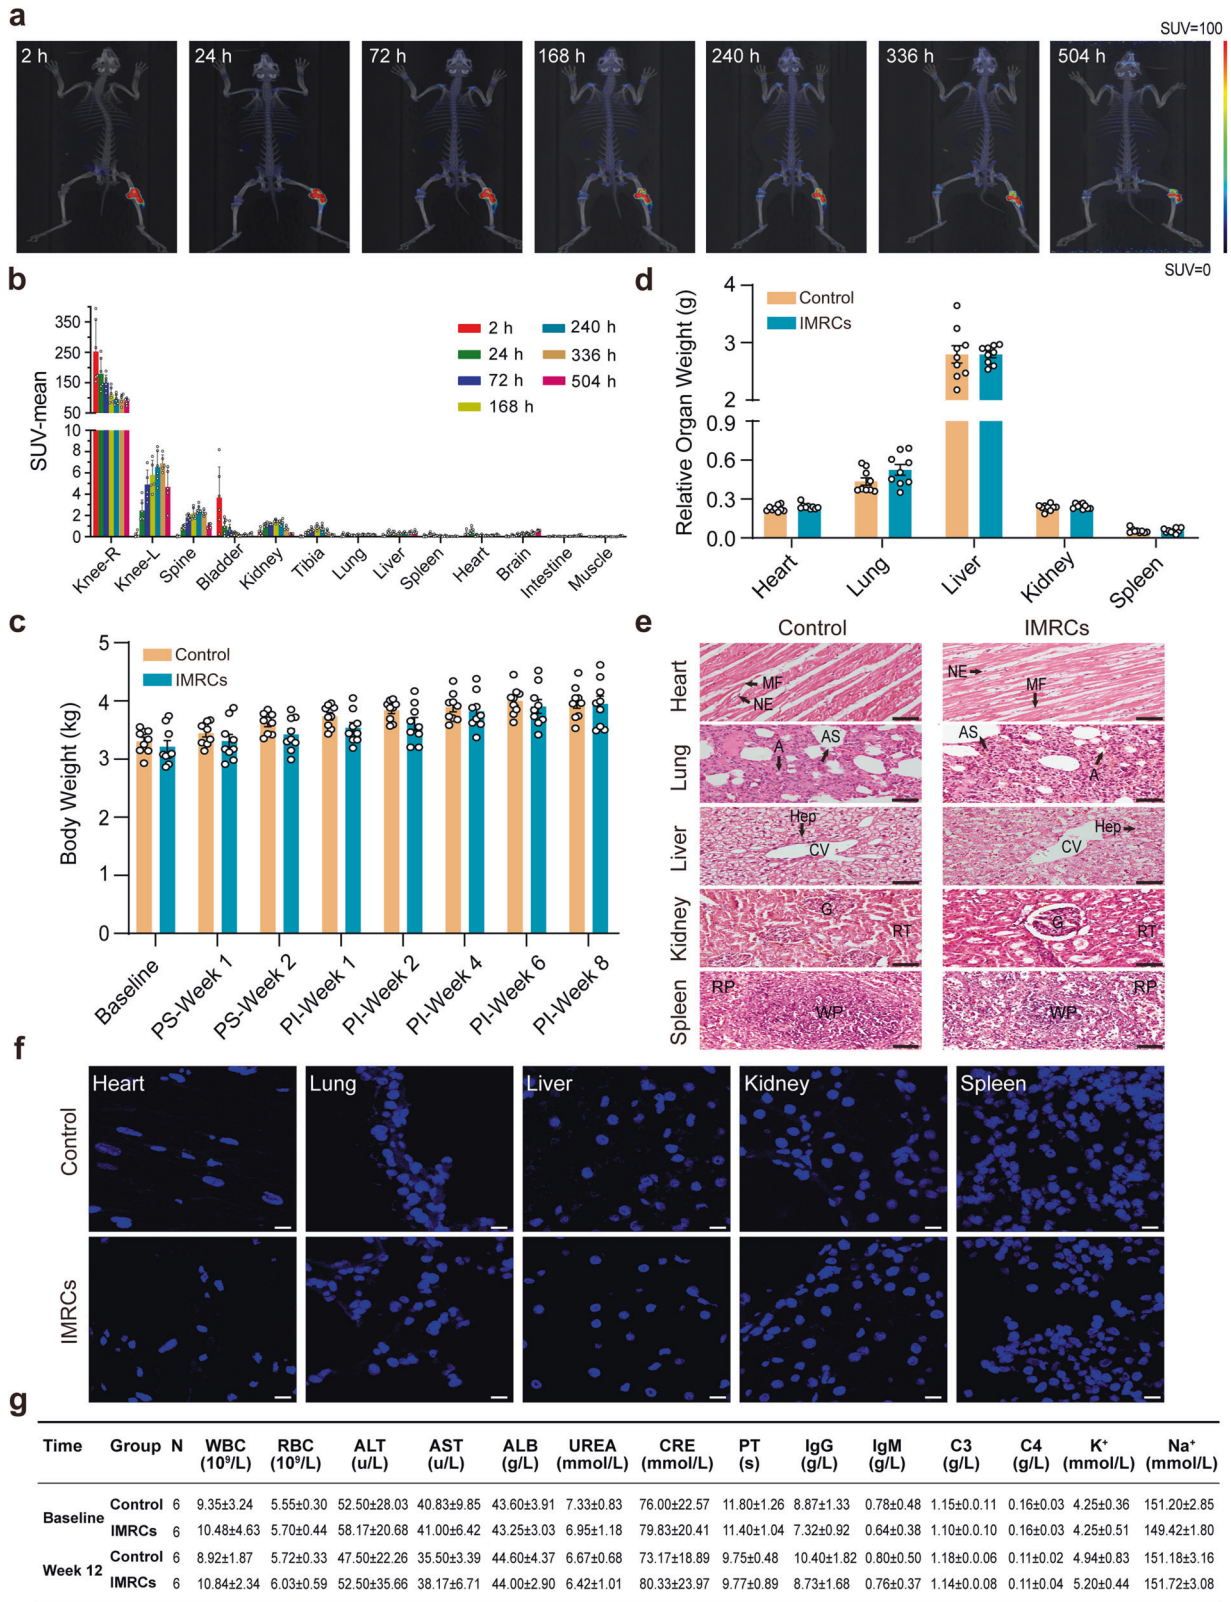 a
SUV=100
2 h
24 h
72 h
168 h
240 h
336 h
504 h
SUV=0
b
SUV-mean
350
250
150
50
10
8
6
4
2
0
2 h
24 h
72 h
168 h
240 h
336 h
504 h
Knee-R
Knee-L
Spine
Bladder
Kidney
Tibia
Lung
Liver
Spleen
Heart
Brain
Intestine
Muscle
d
Relative Organ Weight (g)
4
3
2
0.9
0.6
0.3
0.0
Control
IMRCs
Heart
Lung
Liver
Kidney
Spleen
c
Body Weight (kg)
5
4
3
2
1
0
Control
IMRCs
Baseline
PS-Week 1
PS-Week 2
PI-Week 1
PI-Week 2
PI-Week 4
PI-Week 6
PI-Week 8
e
Control
IMRCs
Heart
MF
NE
NE
MF
Lung
A
AS
AS
A
Liver
Hep
CV
Hep
CV
Kidney
G
RT
G
RT
Spleen
RP
WP
RP
WP
f
Heart
Lung
Liver
Kidney
Spleen
Control
IMRCs
g
Time Group N WBC RBC ALT AST ALB UREA CRE PT IgG IgM C3 C4 K⁺ Na⁺
(10⁹/L) (10⁹/L) (u/L) (u/L) (g/L) (mmol/L) (mmol/L) (s) (g/L) (g/L) (g/L) (g/L) (mmol/L) (mmol/L)
Baseline
Control 6 9.35±3.24 5.55±0.30 52.50±28.03 40.83±9.85 43.60±3.91 7.33±0.83 76.00±22.57 11.80±1.26 8.87±1.33 0.78±0.48 1.15±0.0.11 0.16±0.03 4.25±0.36 151.20±2.85
IMRCs 6 10.48±4.63 5.70±0.44 58.17±20.68 41.00±6.42 43.25±3.03 6.95±1.18 79.83±20.41 11.40±1.04 7.32±0.92 0.64±0.38 1.10±0.0.10 0.16±0.03 4.25±0.51 149.42±1.80
Week 12
Control 6 8.92±1.87 5.72±0.33 47.50±22.26 35.50±3.39 44.60±4.37 6.67±0.68 73.17±18.89 9.75±0.48 10.40±1.82 0.80±0.50 1.18±0.0.06 0.11±0.02 4.94±0.83 151.18±3.16
IMRCs 6 10.84±2.34 6.03±0.59 52.50±35.66 38.17±6.71 44.00±2.90 6.42±1.01 80.33±23.97 9.77±0.89 8.73±1.68 0.76±0.37 1.14±0.0.08 0.11±0.04 5.20±0.44 151.72±3.08